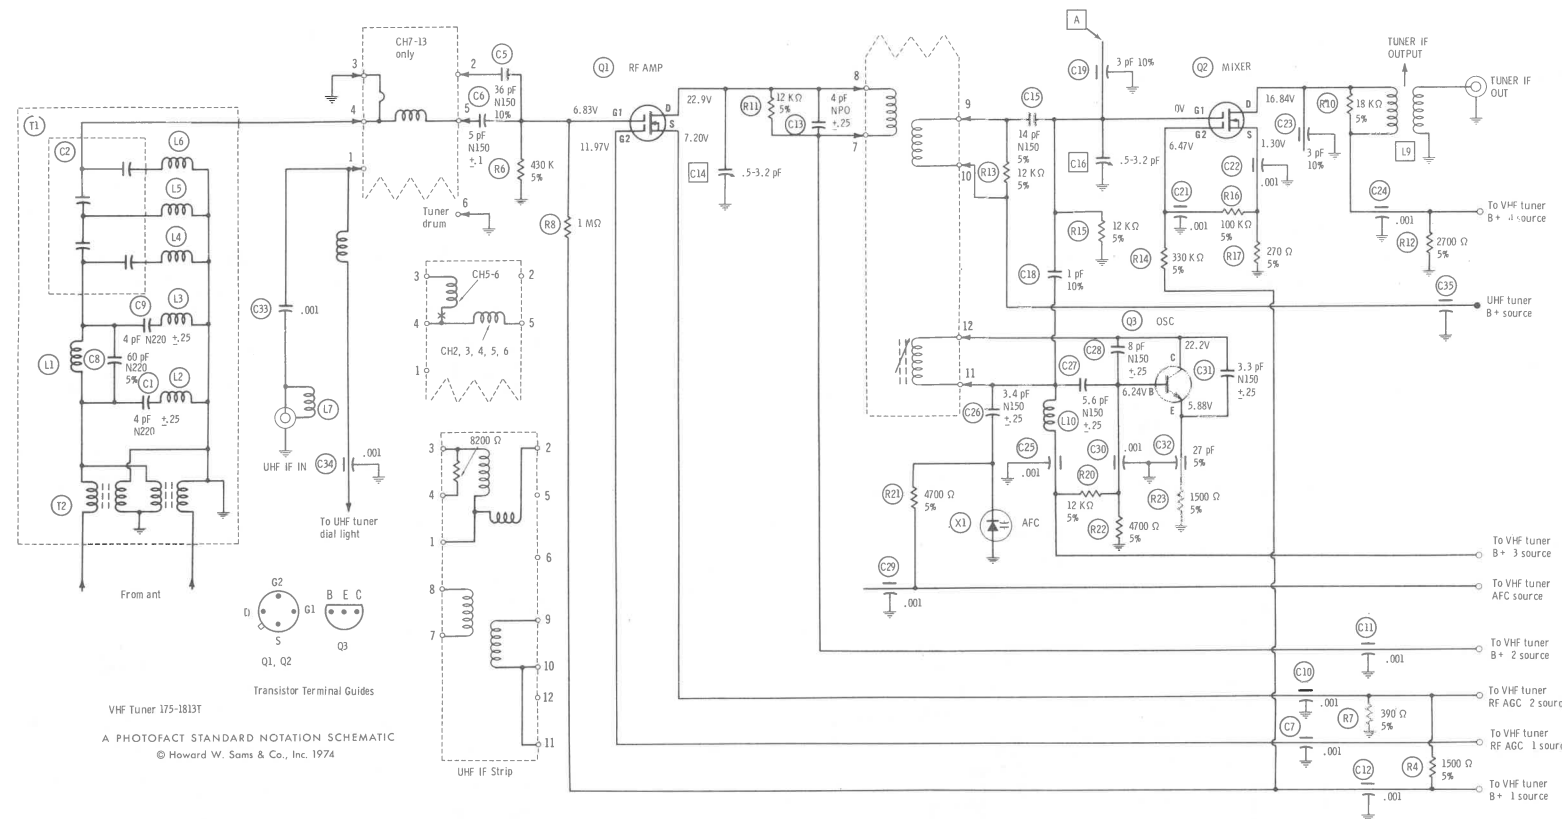 CH7-13
only
3
2
4
5
1
6
Tuner
drum
C5
36 pF
N150
10%
C6
5 pF
N150
±.1
R6
430 K
5%
Q1 RF AMP
6.83V
G1
D
S
G2
11.97V
22.9V
7.20V
R8
1 MΩ
C14
.5-3.2 pF
R11
12 KΩ
5%
C13
4 pF
NPO
±.25
8
7
9
10
12
11
R13
12 KΩ
5%
C15
14 pF
N150
5%
A
C19
3 pF 10%
C16
.5-3.2 pF
Q2 MIXER
0V
G1
G2
D
S
6.47V
16.84V
1.30V
C23
3 pF
10%
C22
.001
C21
.001
R16
100 KΩ
5%
R17
270 Ω
5%
R14
330 KΩ
5%
R15
12 KΩ
5%
C18
1 pF
10%
R10
18 KΩ
5%
TUNER IF
OUTPUT
L9
TUNER IF
OUT
C24
.001
R12
2700 Ω
5%
To VHF tuner
B+ source
C35
UHF tuner
B+ source
T1
C2
L6
L5
L4
L3
C9
4 pF N220 ±.25
L1
C8
60 pF
N220
5%
C1
L2
4 pF ±.25
N220
T2
From ant
C33
.001
L7
UHF IF IN
C34
.001
To UHF tuner
dial light
3
CH5-6
2
4
5
CH2, 3, 4, 5, 6
1
3
8200 Ω
2
4
5
1
6
8
9
7
10
12
11
UHF IF Strip
Q3 OSC
C28
8 pF
N150
±.25
C27
5.6 pF
N150
±.25
C
22.2V
C31
3.3 pF
N150
±.25
6.24V
B
E
5.88V
C26
3.4 pF
N150
±.25
L10
C25
.001
C30
.001
C32
27 pF
5%
R20
12 KΩ
5%
R22
4700 Ω
5%
R23
1500 Ω
5%
R21
4700 Ω
5%
X1
AFC
C29
.001
To VHF tuner
B+ 3 source
To VHF tuner
AFC source
C11
.001
To VHF tuner
B+ 2 source
C10
.001
R7
390 Ω
5%
To VHF tuner
RF AGC 2 sourc
C7
.001
To VHF tuner
RF AGC 1 sourc
C12
.001
R4
1500 Ω
5%
To VHF tuner
B+ 1 source
G2
D
G1
S
Q1, Q2
B E C
Q3
Transistor Terminal Guides
VHF Tuner 175-1813T
A PHOTOFACT STANDARD NOTATION SCHEMATIC
© Howard W. Sams & Co., Inc. 1974